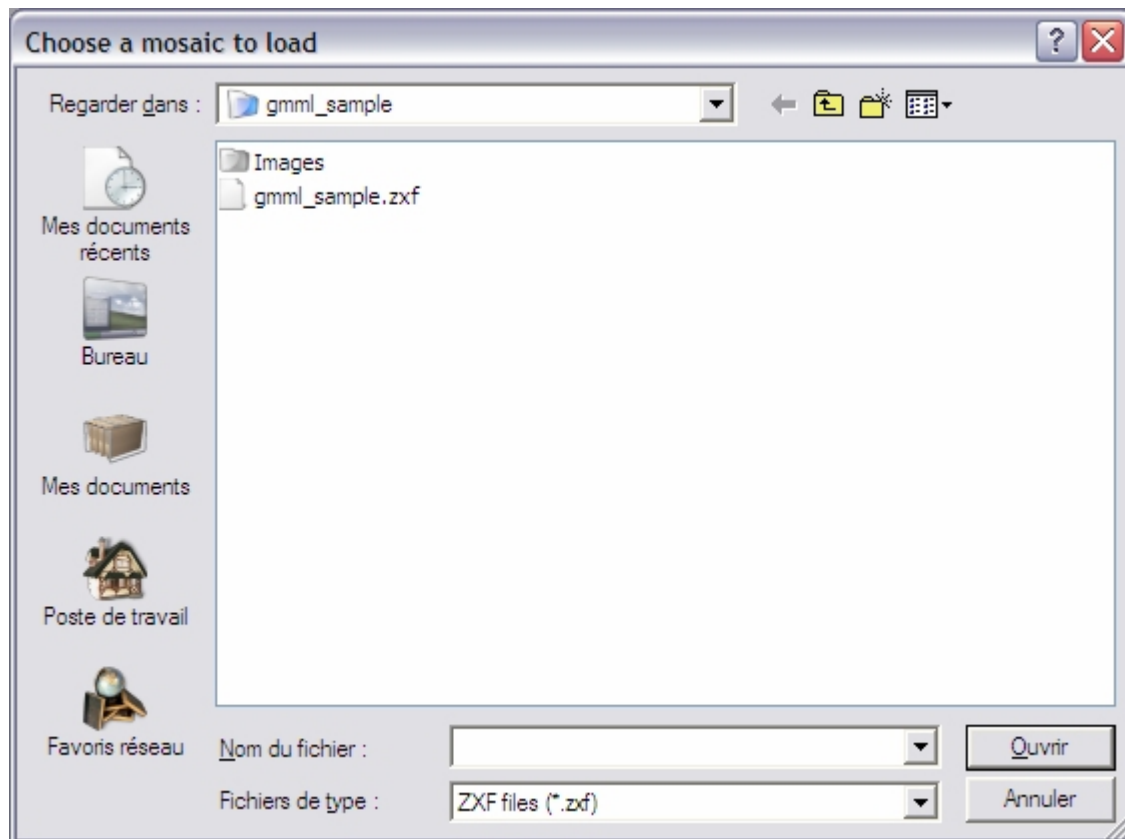 Choose a mosaic to load
Regarder dans :
gmml_sample
Images
gmml_sample.zxf
Mes documents
récents
Bureau
Mes documents
Poste de travail
Favoris réseau
Nom du fichier :
Ouvrir
Fichiers de type :
ZXF files (*.zxf)
Annuler